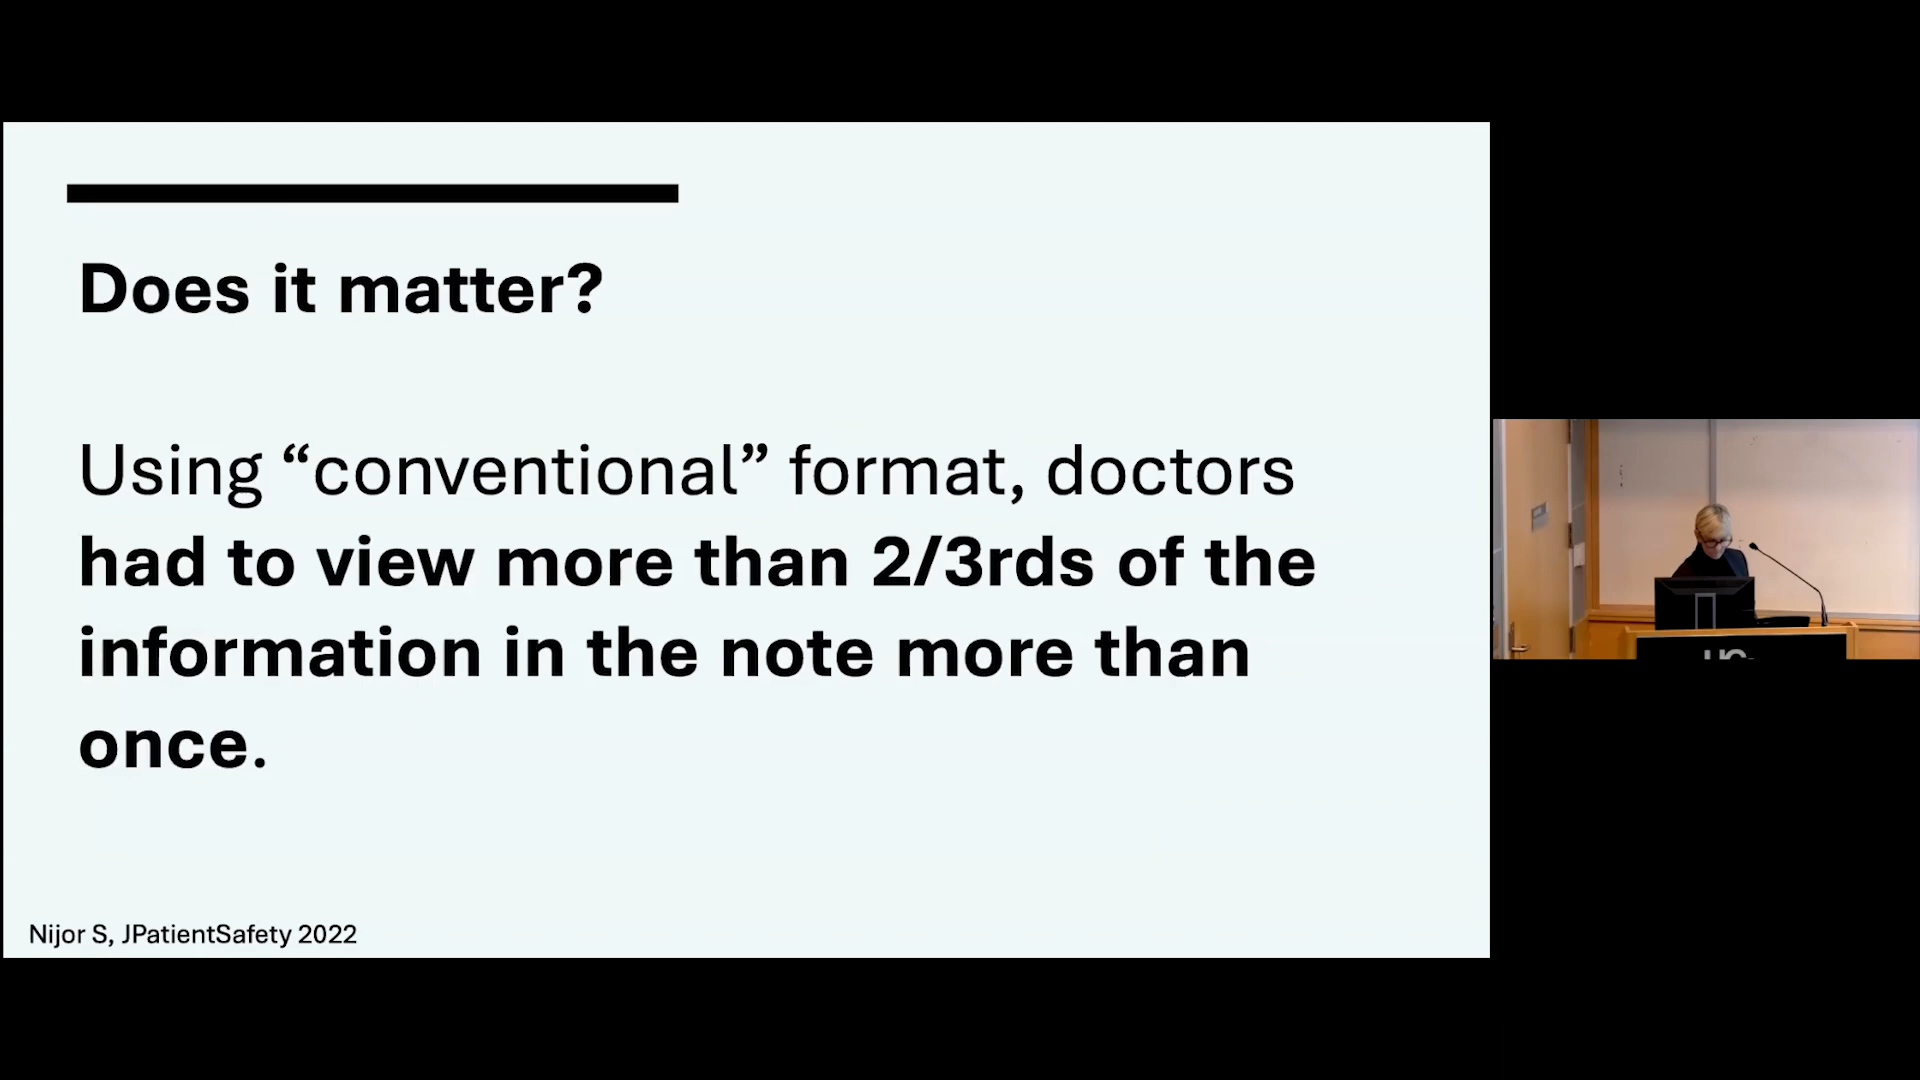 Does it matter?
Using “conventional” format, doctors
had to view more than 2/3rds of the
information in the note more than
once.
Nijor S, JPatientSafety 2022